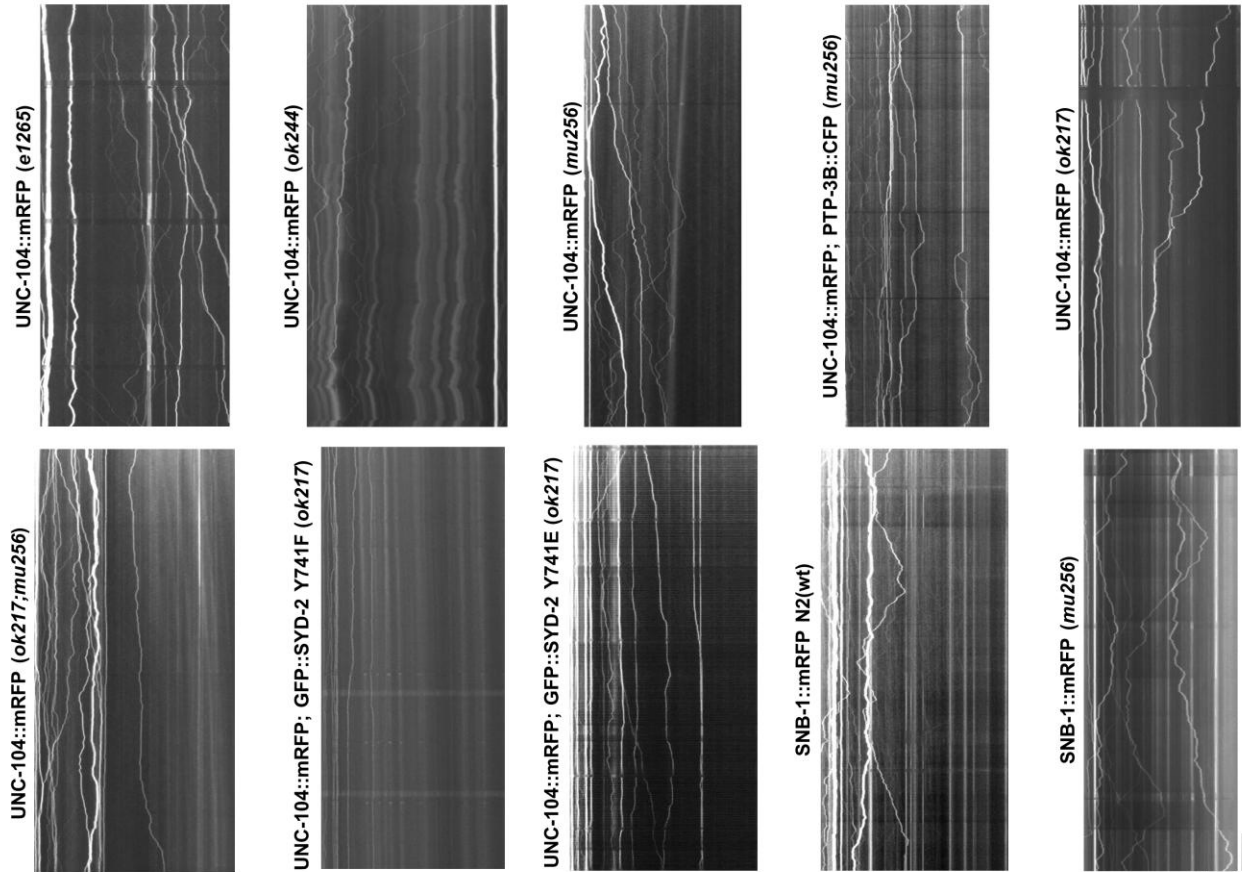 UNC-104::mRFP (e1265)
UNC-104::mRFP (ok244)
UNC-104::mRFP (mu256)
UNC-104::mRFP; PTP-3B::CFP (mu256)
UNC-104::mRFP (ok217)
UNC-104::mRFP (ok217;mu256)
UNC-104::mRFP; GFP::SYD-2 Y741F (ok217)
UNC-104::mRFP; GFP::SYD-2 Y741E (ok217)
SNB-1::mRFP N2(wt)
SNB-1::mRFP (mu256)